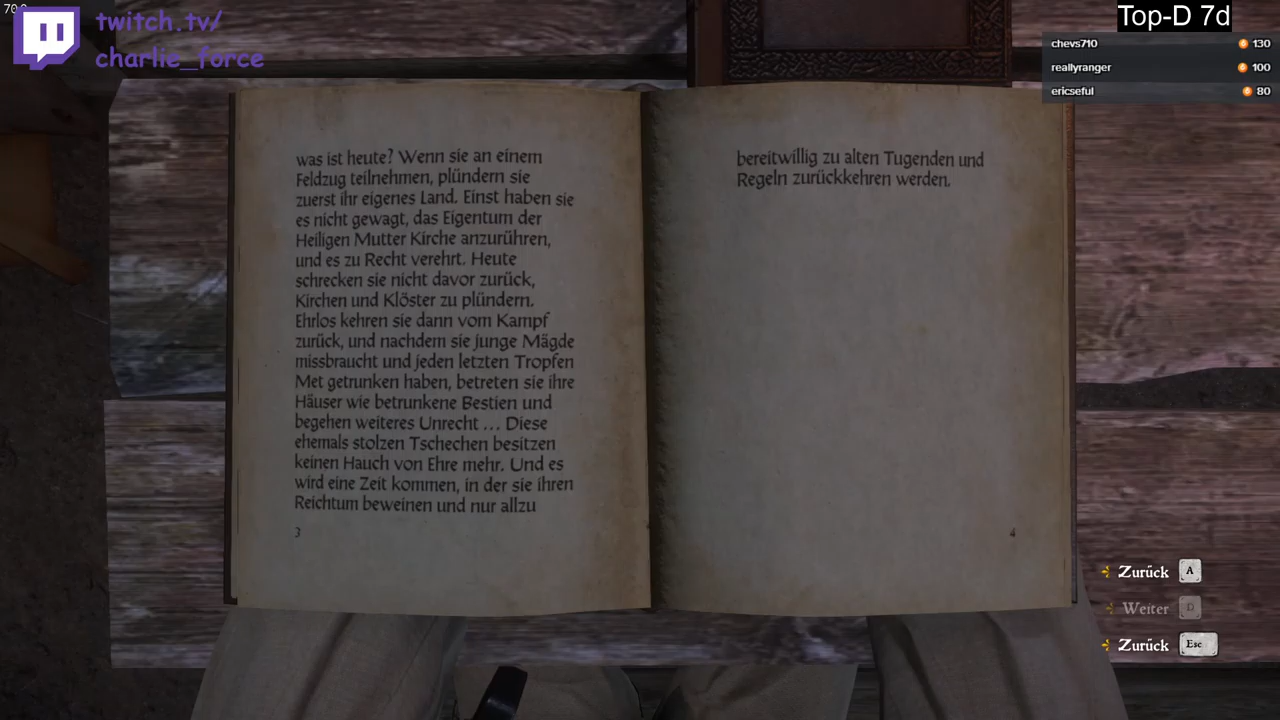 twitch.tv/
charlie_force
Top-D 7d
chevs710 130
reallyranger 100
ericseful 80
was ist heute? Wenn sie an einem
Feldzug teilnehmen, plündern sie
zuerst ihr eigenes Land. Einst haben sie
es nicht gewagt, das Eigentum der
Heiligen Mutter Kirche anzurühren,
und es zu Recht verehrt. Heute
schrecken sie nicht davor zurück,
Kirchen und Klöster zu plündern.
Ehrlos kehren sie dann vom Kampf
zurück, und nachdem sie junge Mägde
missbraucht und jeden letzten Tropfen
Met getrunken haben, betreten sie ihre
Häuser wie betrunkene Bestien und
begehen weiteres Unrecht … Diese
ehemals stolzen Tschechen besitzen
keinen Hauch von Ehre mehr. Und es
wird eine Zeit kommen, in der sie ihren
Reichtum beweinen und nur allzu
3
bereitwillig zu alten Tugenden und
Regeln zurückkehren werden.
4
Zurück A
Weiter D
Zurück Esc